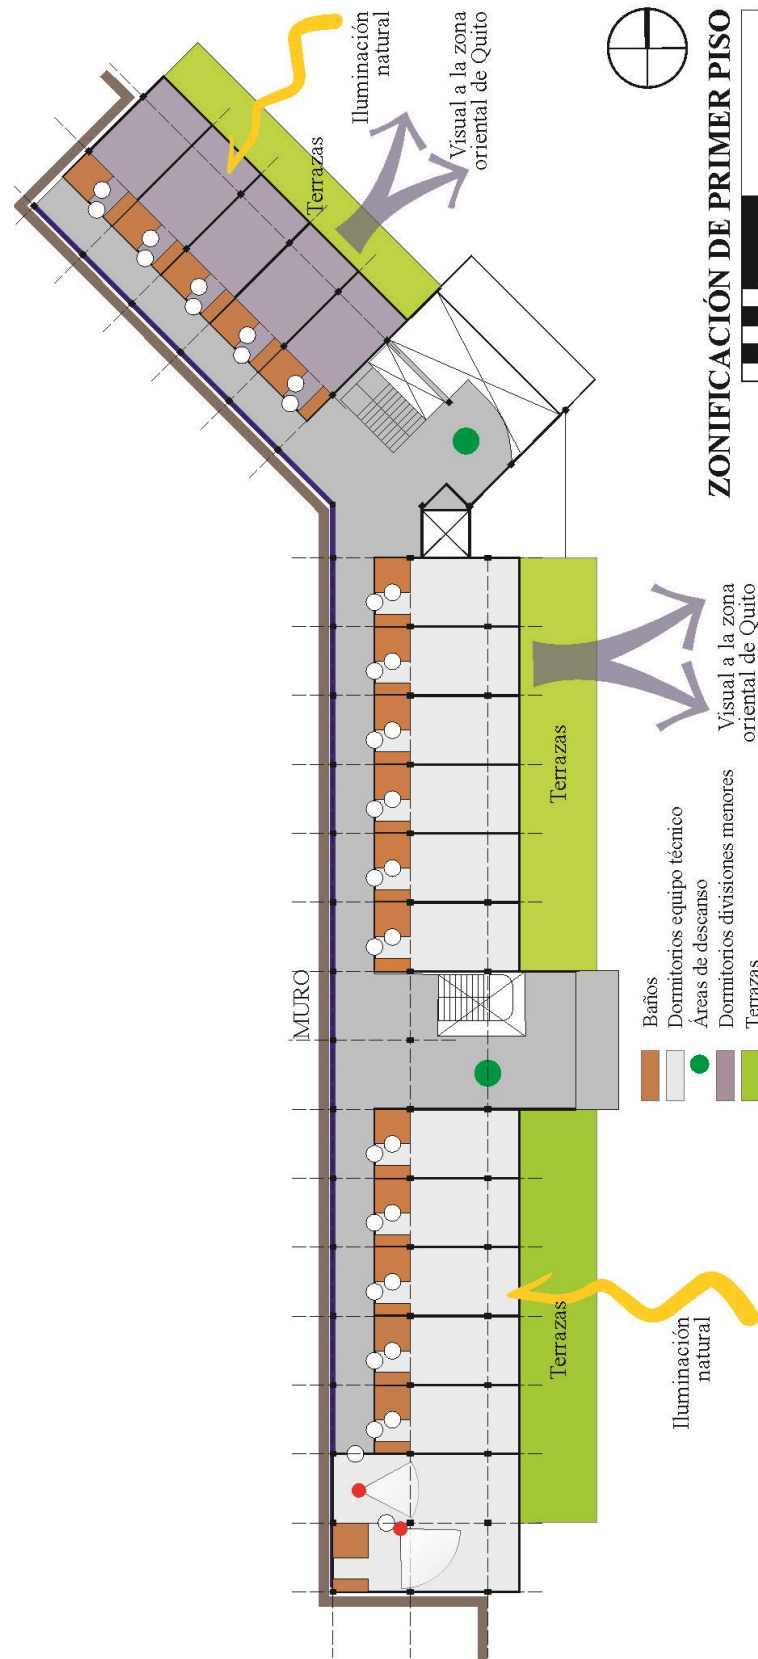 Iluminación
natural
Visual a la zona
oriental de Quito
Terrazas
ZONIFICACIÓN DE PRIMER PISO
MURO
Terrazas
Visual a la zona
oriental de Quito
Terrazas
Iluminación
natural
Baños
Dormitorios equipo técnico
Áreas de descanso
Dormitorios divisiones menores
Terrazas